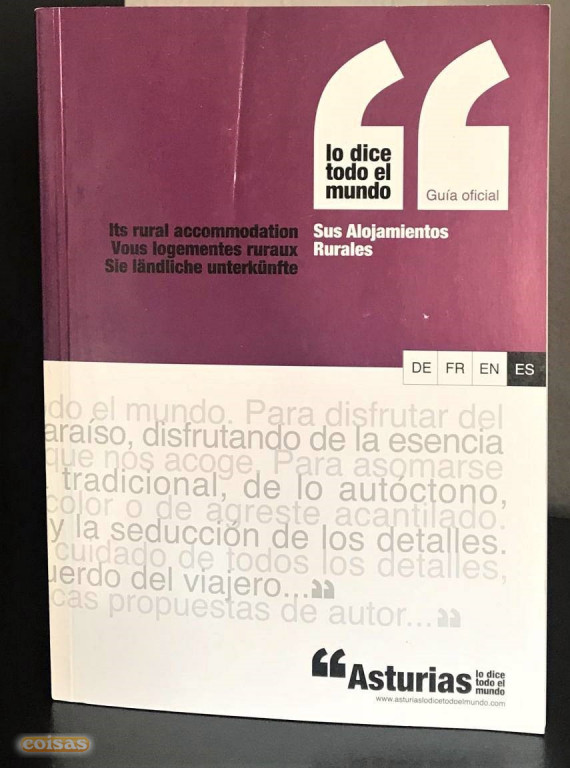 lo dice
todo el
mundo
Guía oficial
Its rural accommodation
Vous logementes ruraux
Sie ländliche unterkünfte
Sus Alojamientos
Rurales
DE FR EN ES
do el mundo. Para disfrutar del
araíso, disfrutando de la esencia
que nos acoge. Para asomarse
tradicional, de lo autóctono,
color o de agreste acantilado.
y la seducción de los detalles.
cuidado de todos los detalles,
uerdo del viajero...”
cas propuestas de autor...”
“Asturias
lo dice
todo el
mundo
www.asturiaslodicetodoelmundo.com
coisas